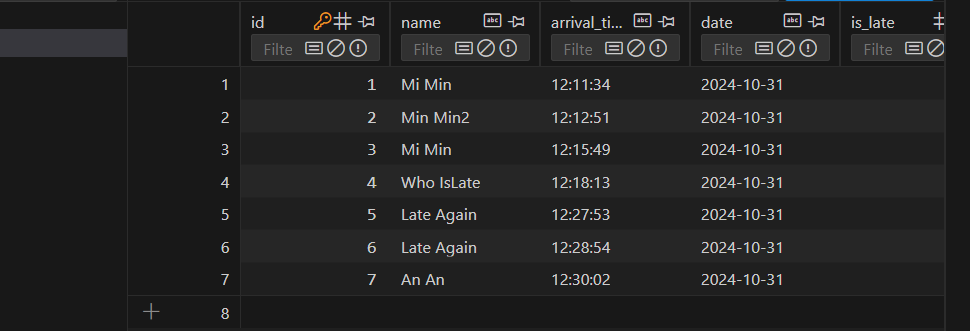 id name arrival_ti... date is_late
Filte Filte Filte Filte Filte
1 1 Mi Min 12:11:34 2024-10-31
2 2 Min Min2 12:12:51 2024-10-31
3 3 Mi Min 12:15:49 2024-10-31
4 4 Who IsLate 12:18:13 2024-10-31
5 5 Late Again 12:27:53 2024-10-31
6 6 Late Again 12:28:54 2024-10-31
7 7 An An 12:30:02 2024-10-31
8